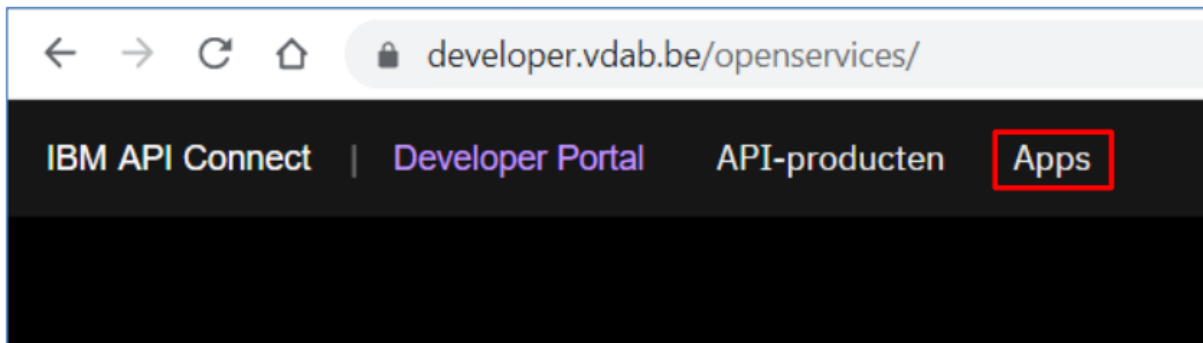 developer.vdab.be/openservices/
IBM API Connect | Developer Portal API-producten Apps